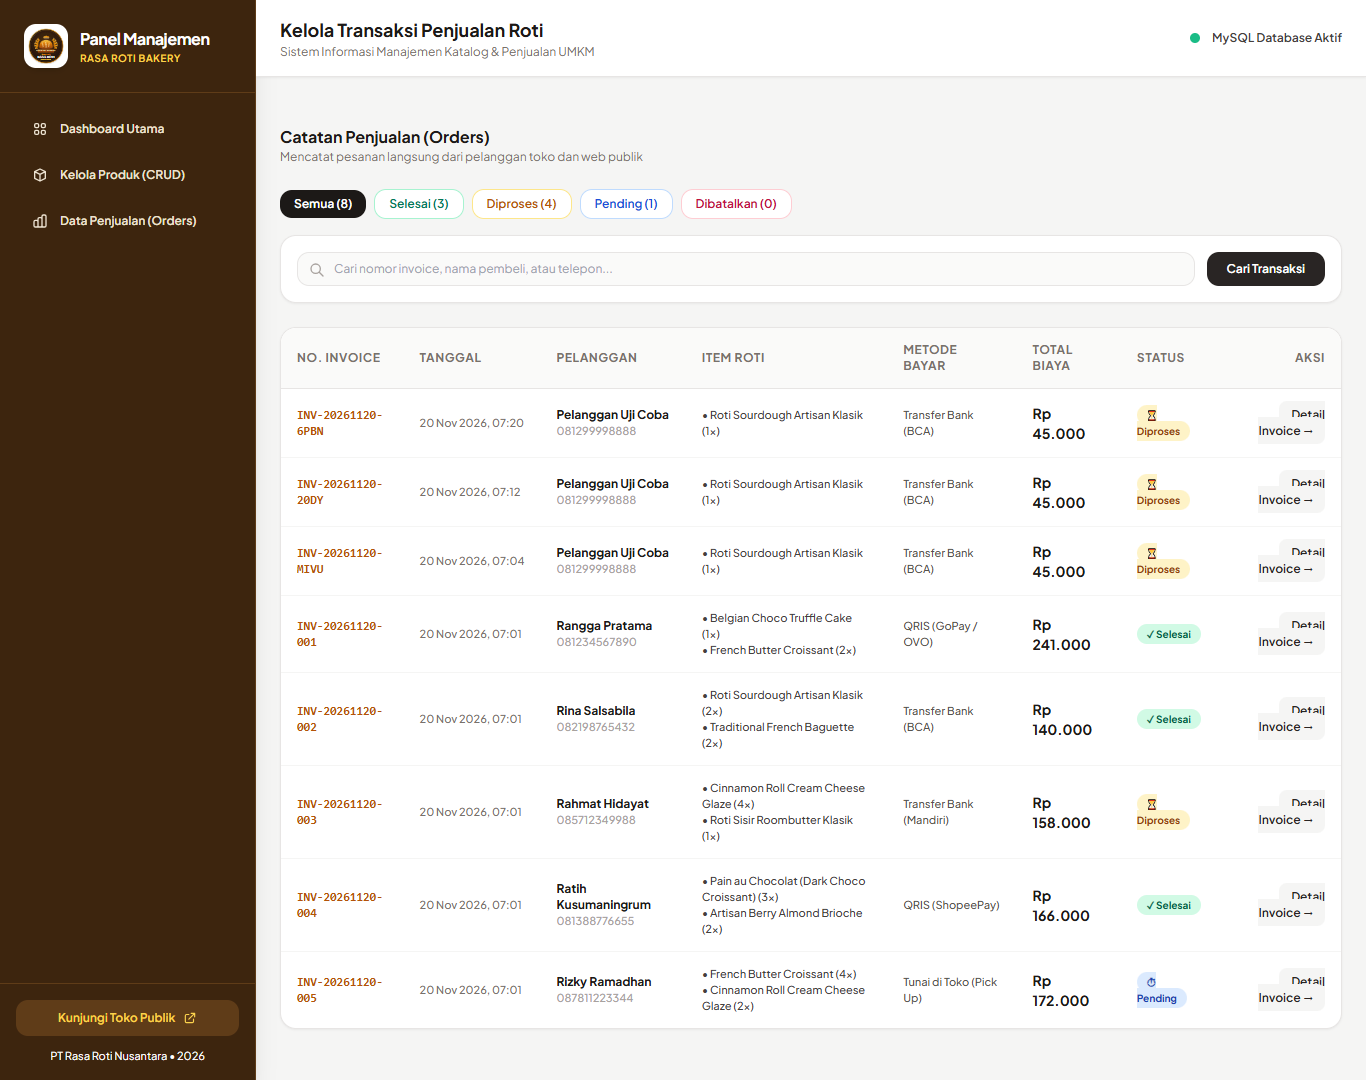 Panel Manajemen
RASA ROTI BAKERY
Dashboard Utama
Kelola Produk (CRUD)
Data Penjualan (Orders)
Kunjungi Toko Publik
PT Rasa Roti Nusantara • 2026
Kelola Transaksi Penjualan Roti
Sistem Informasi Manajemen Katalog & Penjualan UMKM
MySQL Database Aktif
Catatan Penjualan (Orders)
Mencatat pesanan langsung dari pelanggan toko dan web publik
Semua (8) Selesai (3) Diproses (4) Pending (1) Dibatalkan (0)
Cari nomor invoice, nama pembeli, atau telepon... Cari Transaksi
NO. INVOICE TANGGAL PELANGGAN ITEM ROTI METODE BAYAR TOTAL BIAYA STATUS AKSI
INV-20261120-
6PBN
20 Nov 2026, 07:20
Pelanggan Uji Coba
081299998888
• Roti Sourdough Artisan Klasik
(1×)
Transfer Bank
(BCA)
Rp
45.000
⏳
Diproses
Detail
Invoice →
INV-20261120-
20DY
20 Nov 2026, 07:12
Pelanggan Uji Coba
081299998888
• Roti Sourdough Artisan Klasik
(1×)
Transfer Bank
(BCA)
Rp
45.000
⏳
Diproses
Detail
Invoice →
INV-20261120-
MIVU
20 Nov 2026, 07:04
Pelanggan Uji Coba
081299998888
• Roti Sourdough Artisan Klasik
(1×)
Transfer Bank
(BCA)
Rp
45.000
⏳
Diproses
Detail
Invoice →
INV-20261120-
001
20 Nov 2026, 07:01
Rangga Pratama
081234567890
• Belgian Choco Truffle Cake
(1×)
• French Butter Croissant (2×)
QRIS (GoPay /
OVO)
Rp
241.000
✓ Selesai
Detail
Invoice →
INV-20261120-
002
20 Nov 2026, 07:01
Rina Salsabila
082198765432
• Roti Sourdough Artisan Klasik
(2×)
• Traditional French Baguette
(2×)
Transfer Bank
(BCA)
Rp
140.000
✓ Selesai
Detail
Invoice →
INV-20261120-
003
20 Nov 2026, 07:01
Rahmat Hidayat
085712349988
• Cinnamon Roll Cream Cheese
Glaze (4×)
• Roti Sisir Roombutter Klasik
(1×)
Transfer Bank
(Mandiri)
Rp
158.000
⏳
Diproses
Detail
Invoice →
INV-20261120-
004
20 Nov 2026, 07:01
Ratih
Kusumaningrum
081388776655
• Pain au Chocolat (Dark Choco
Croissant) (3×)
• Artisan Berry Almond Brioche
(2×)
QRIS (ShopeePay)
Rp
166.000
✓ Selesai
Detail
Invoice →
INV-20261120-
005
20 Nov 2026, 07:01
Rizky Ramadhan
087811223344
• French Butter Croissant (4×)
• Cinnamon Roll Cream Cheese
Glaze (2×)
Tunai di Toko (Pick
Up)
Rp
172.000
⏱
Pending
Detail
Invoice →